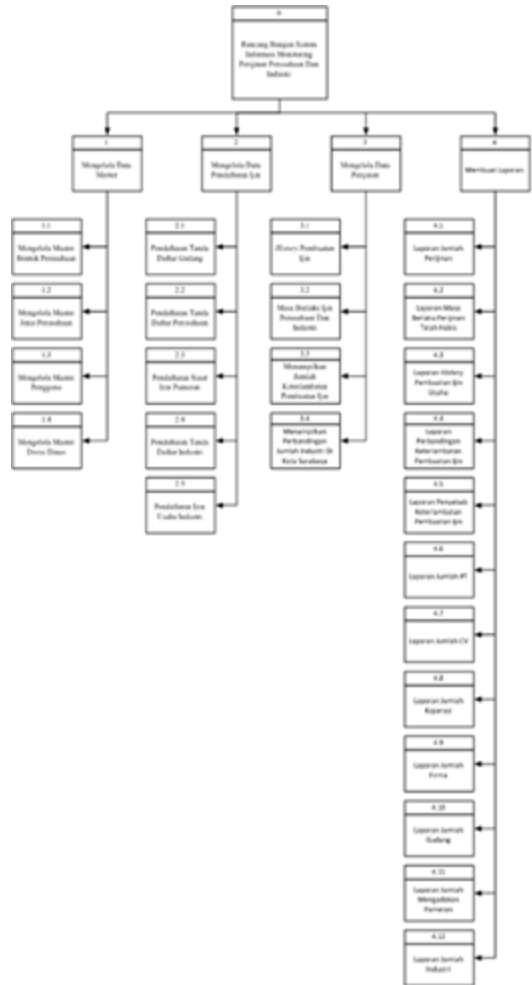 0
Rancang Bangun Sistem
Informasi Monitoring
Perijinan Perusahaan Dan
Industri
1
Mengelola Data
Master
2
Mengelola Data
Pendaftaran Ijin
3
Mengelola Data
Perijinan
4
Membuat Laporan
1.1
Mengelola Master
Bentuk Perusahaan
1.2
Mengelola Master
Jenis Perusahaan
1.3
Mengelola Master
Pengguna
1.4
Mengelola Master
Dinas
2.1
Pendaftaran Tanda
Daftar Gudang
2.2
Pendaftaran Tanda
Daftar Perusahaan
2.3
Pendaftaran Surat
Izin Pameran
2.4
Pendaftaran Tanda
Daftar Industri
2.5
Pendaftaran Izin
Usaha Industri
3.1
History Pembuatan
Ijin
3.2
Masa Berlaku Ijin
Perusahaan Dan
Industri
3.3
Menampilkan
Jumlah
Keterlambatan
Pembuatan Ijin
3.4
Menampilkan
Perbandingan
Jumlah Industri Di
Kota Surabaya
4.1
Laporan Jumlah
Perijinan
4.2
Laporan Masa
Berlaku Perijinan
Telah Habis
4.3
Laporan History
Pembuatan Ijin
Usaha
4.4
Laporan
Perbandingan
Keterlambatan
Pembuatan Ijin
4.5
Laporan Penyebab
Keterlambatan
Pembuatan Ijin
4.6
Laporan Jumlah PT
4.7
Laporan Jumlah CV
4.8
Laporan Jumlah
Koperasi
4.9
Laporan Jumlah
Firma
4.10
Laporan Jumlah
Gudang
4.11
Laporan Jumlah
Mengadakan
Pameran
4.12
Laporan Jumlah
Industri